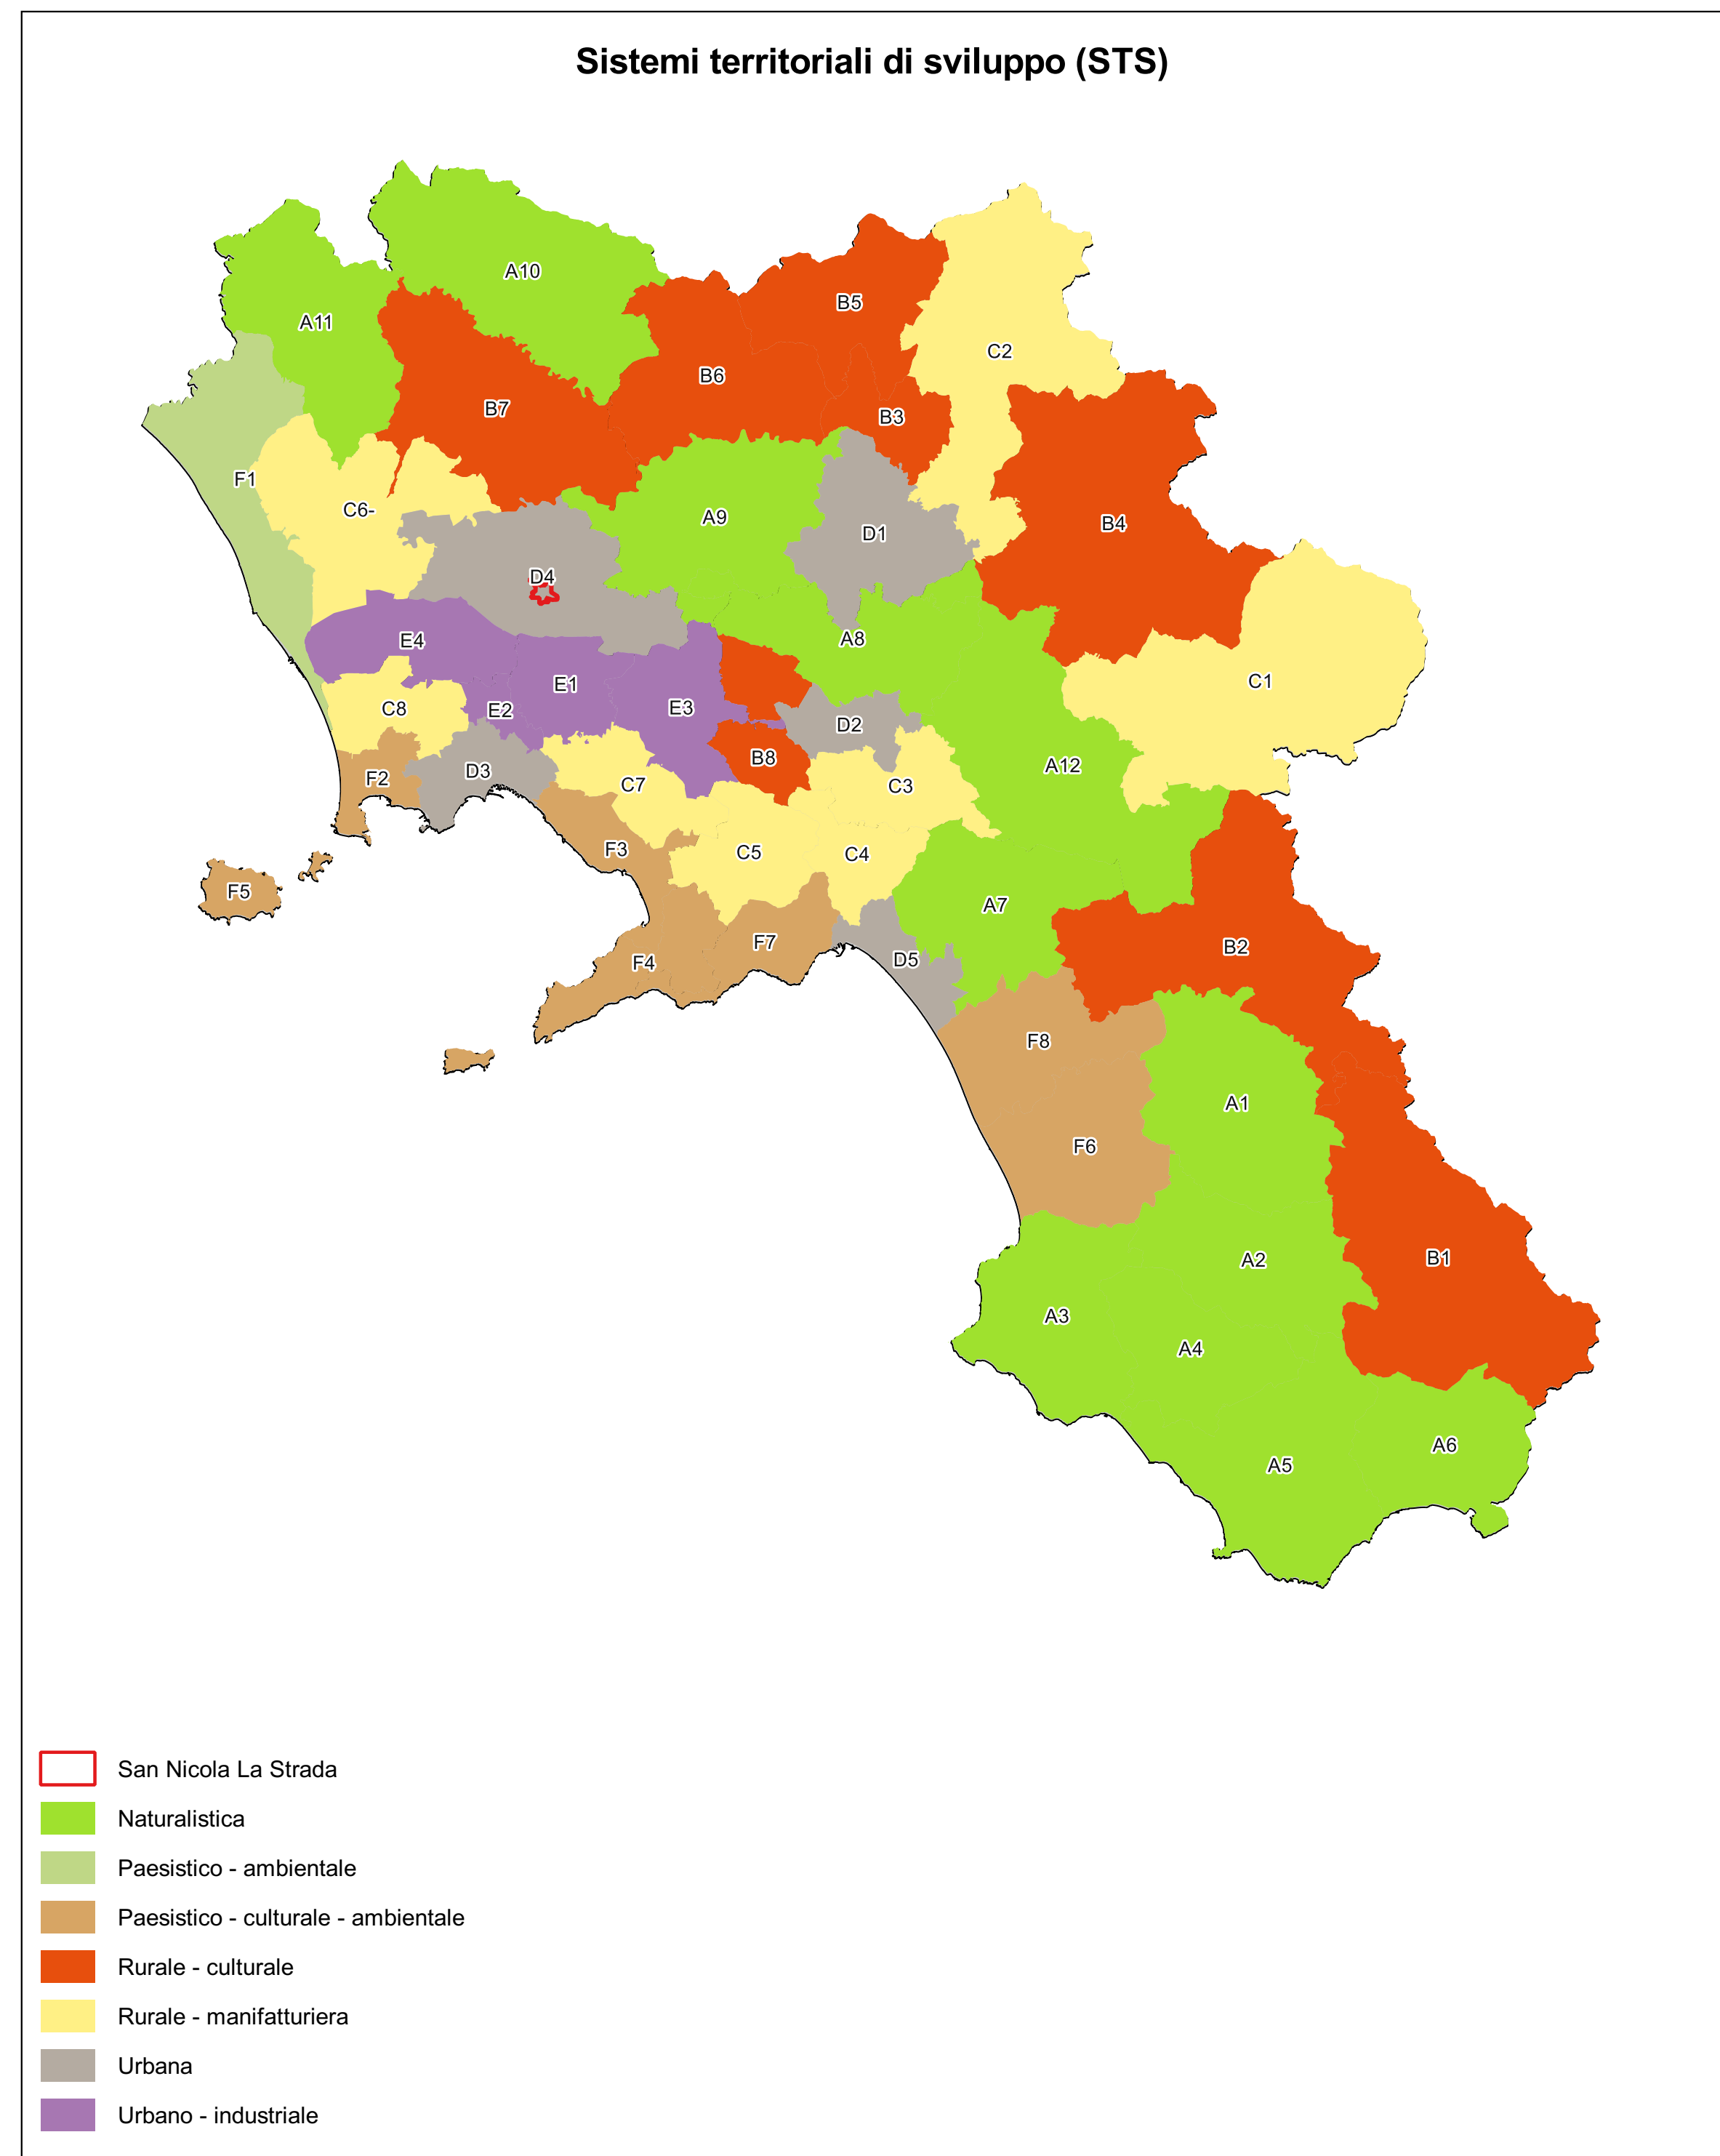 Sistemi territoriali di sviluppo (STS)
A10
A11
B5
C2
B6
B7
B3
F1
C6-
A9
B4
D1
D4
A8
E4
C1
E1
E3
C8
E2
D2
B8
A12
D3
F2
C7
C3
F3
C5
C4
F5
A7
F7
B2
F4
D5
F8
A1
F6
B1
A2
A3
A4
A6
A5
San Nicola La Strada
Naturalistica
Paesistico - ambientale
Paesistico - culturale - ambientale
Rurale - culturale
Rurale - manifatturiera
Urbana
Urbano - industriale